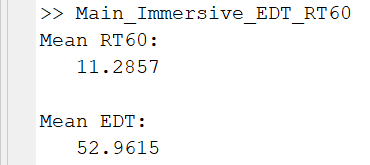 >> Main_Immersive_EDT_RT60
Mean RT60:
11.2857
Mean EDT:
52.9615